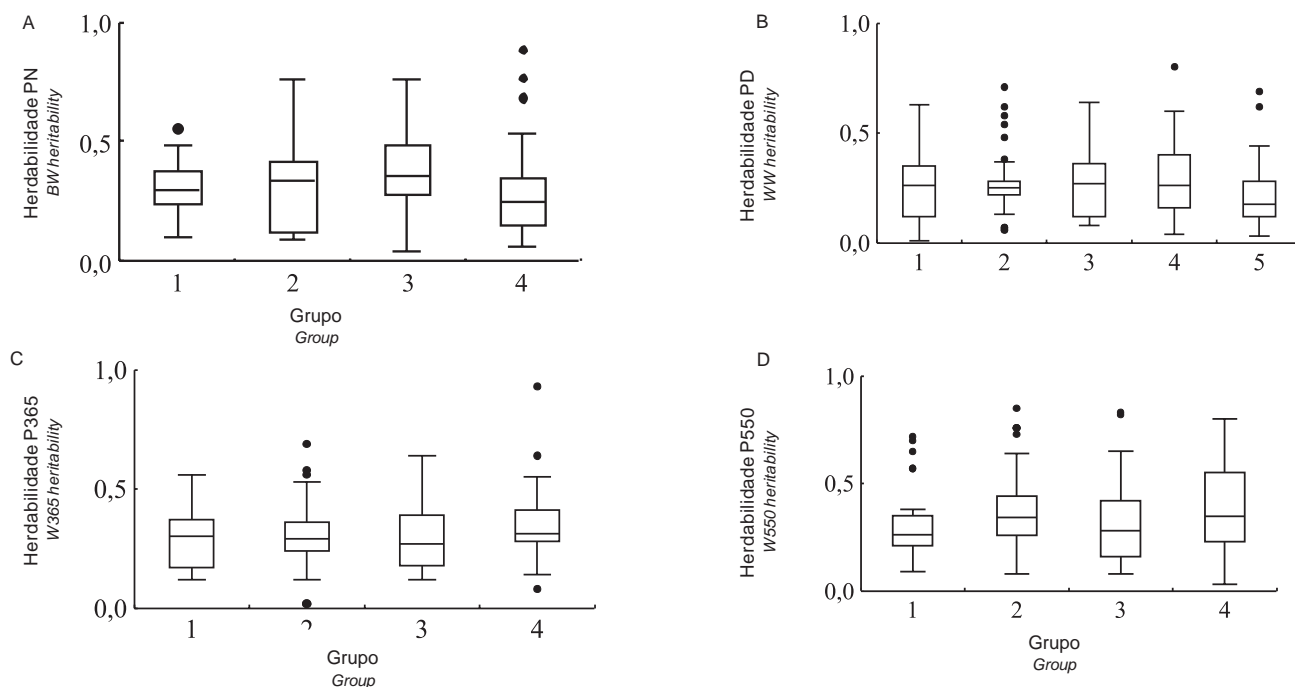 A
Herdabilidade PN
BW heritability
1,0
0,5
0,0
1 2 3 4
Grupo
Group
B
Herdabilidade PD
WW heritability
1,0
0,5
0,0
1 2 3 4 5
C
Herdabilidade P365
W365 heritability
1,0
0,5
0,0
1 2 3 4
Grupo
Group
D
Herdabilidade P550
W550 heritability
1,0
0,5
0,0
1 2 3 4
Grupo
Group